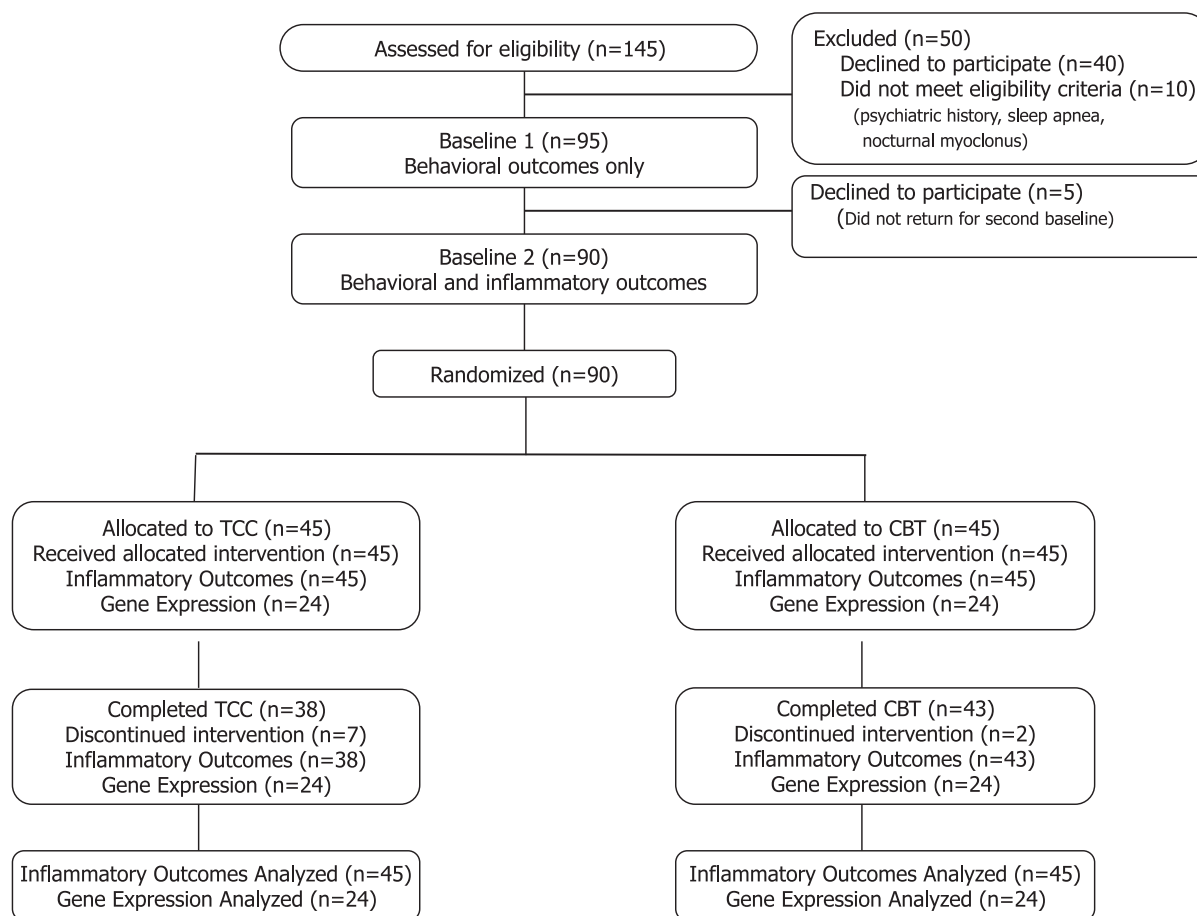 Assessed for eligibility (n=145)
Excluded (n=50)
Declined to participate (n=40)
Did not meet eligibility criteria (n=10)
(psychiatric history, sleep apnea,
nocturnal myoclonus)
Baseline 1 (n=95)
Behavioral outcomes only
Declined to participate (n=5)
(Did not return for second baseline)
Baseline 2 (n=90)
Behavioral and inflammatory outcomes
Randomized (n=90)
Allocated to TCC (n=45)
Received allocated intervention (n=45)
Inflammatory Outcomes (n=45)
Gene Expression (n=24)
Allocated to CBT (n=45)
Received allocated intervention (n=45)
Inflammatory Outcomes (n=45)
Gene Expression (n=24)
Completed TCC (n=38)
Discontinued intervention (n=7)
Inflammatory Outcomes (n=38)
Gene Expression (n=24)
Completed CBT (n=43)
Discontinued intervention (n=2)
Inflammatory Outcomes (n=43)
Gene Expression (n=24)
Inflammatory Outcomes Analyzed (n=45)
Gene Expression Analyzed (n=24)
Inflammatory Outcomes Analyzed (n=45)
Gene Expression Analyzed (n=24)